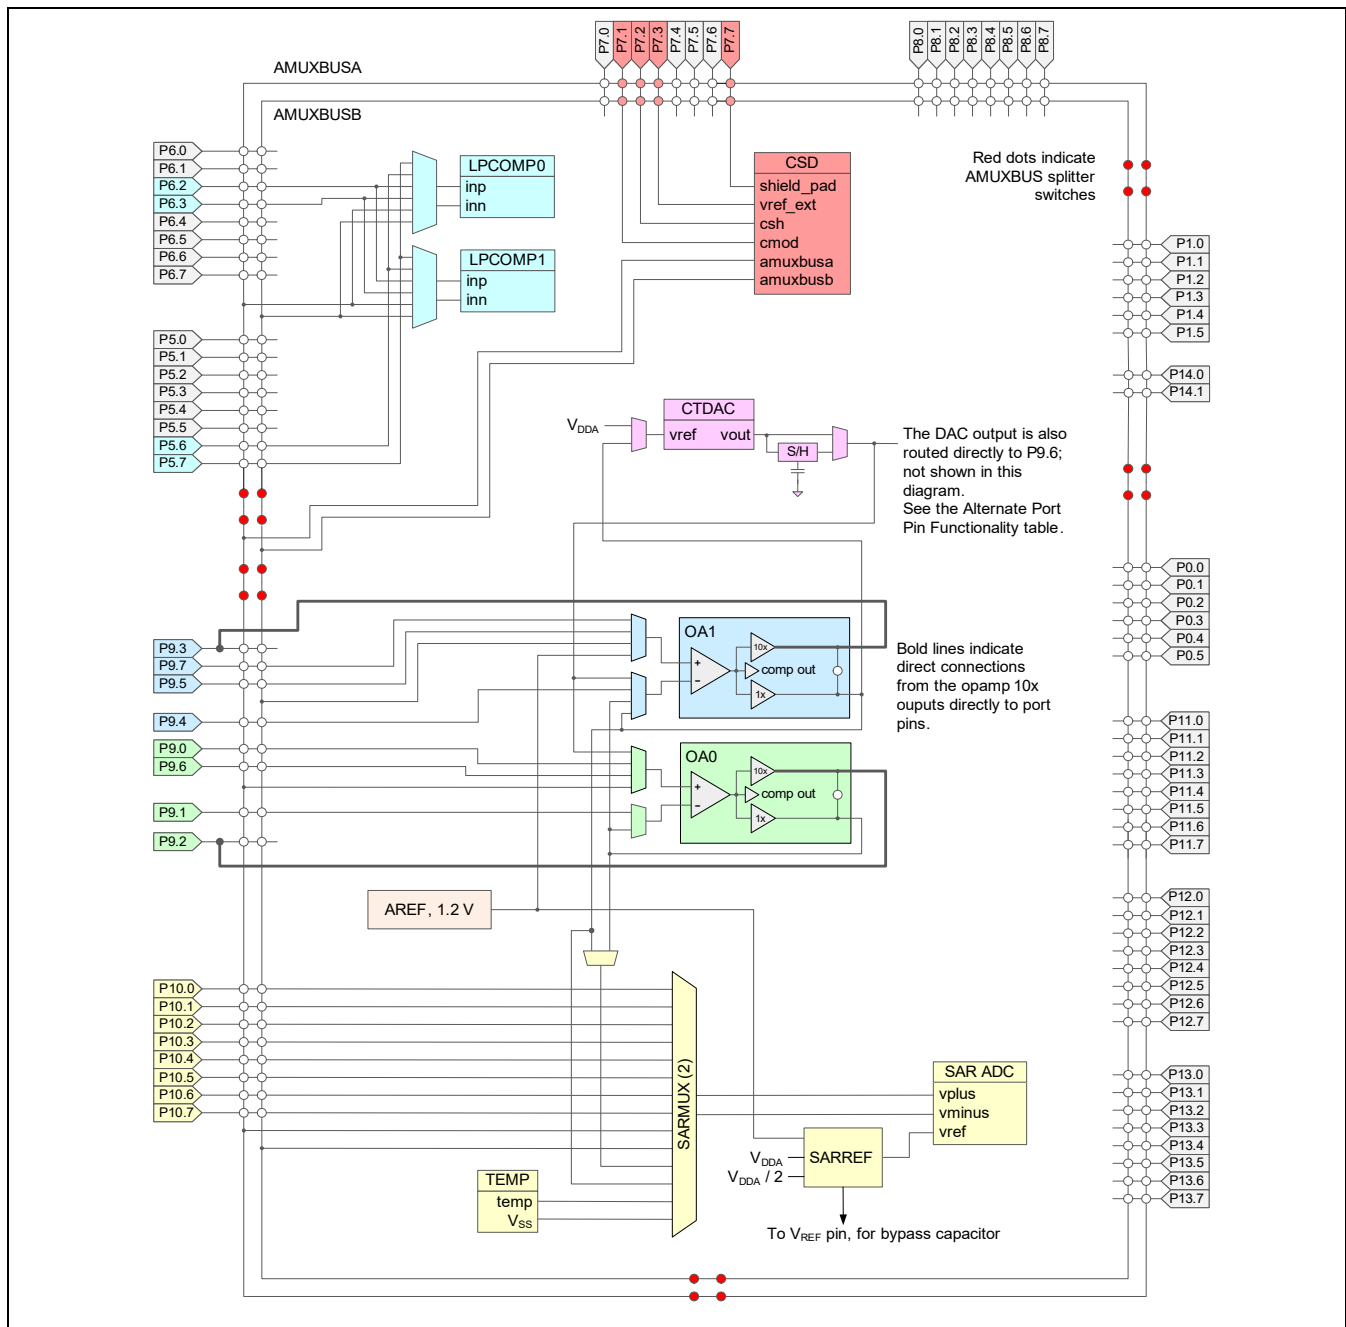 P7.0
P7.1
P7.2
P7.3
P7.4
P7.5
P7.6
P7.7
P8.0
P8.1
P8.2
P8.3
P8.4
P8.5
P8.6
P8.7
AMUXBUSA
AMUXBUSB
P6.0
P6.1
P6.2
P6.3
P6.4
P6.5
P6.6
P6.7
LPCOMP0
inp
inn
LPCOMP1
inp
inn
CSD
shield_pad
vref_ext
csh
cmod
amuxbusa
amuxbusb
Red dots indicate
AMUXBUS splitter
switches
P1.0
P1.1
P1.2
P1.3
P1.4
P1.5
P14.0
P14.1
P5.0
P5.1
P5.2
P5.3
P5.4
P5.5
P5.6
P5.7
CTDAC
VDDA
vref vout
S/H
The DAC output is also
routed directly to P9.6;
not shown in this
diagram.
See the Alternate Port
Pin Functionality table.
P0.0
P0.1
P0.2
P0.3
P0.4
P0.5
P9.3
P9.7
P9.5
P9.4
P9.0
P9.6
P9.1
P9.2
OA1
+
−
10x
comp out
1x
Bold lines indicate
direct connections
from the opamp 10x
ouputs directly to port
pins.
OA0
+
−
10x
comp out
1x
P11.0
P11.1
P11.2
P11.3
P11.4
P11.5
P11.6
P11.7
AREF, 1.2 V
P12.0
P12.1
P12.2
P12.3
P12.4
P12.5
P12.6
P12.7
P10.0
P10.1
P10.2
P10.3
P10.4
P10.5
P10.6
P10.7
SARMUX (2)
SAR ADC
vplus
vminus
vref
SARREF
VDDA
VDDA / 2
TEMP
temp
VSS
To VREF pin, for bypass capacitor
P13.0
P13.1
P13.2
P13.3
P13.4
P13.5
P13.6
P13.7